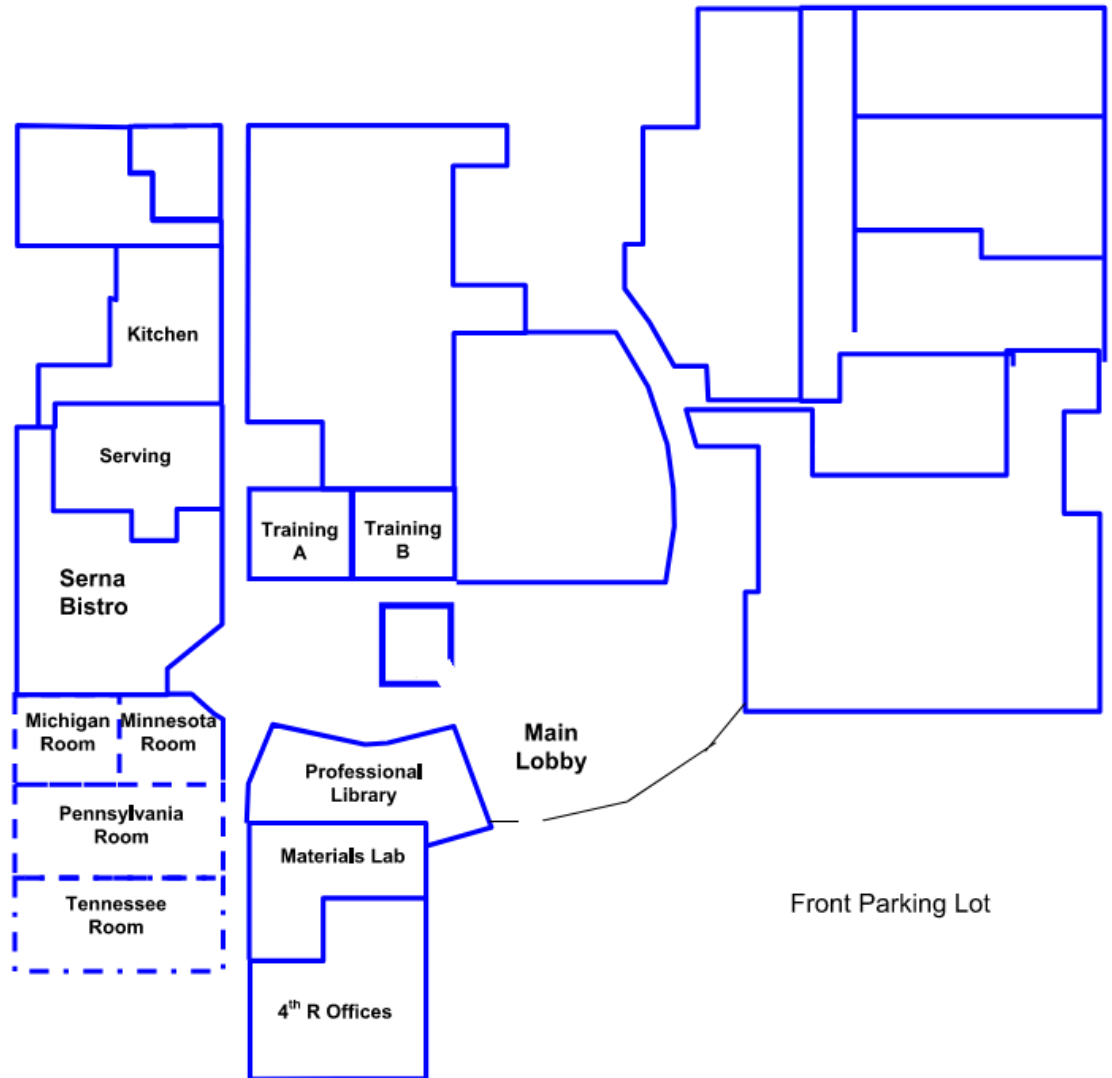 Kitchen
Serving
Training
A
Training
B
Serna
Bistro
Michigan
Room
Minnesota
Room
Main
Lobby
Professional
Library
Pennsylvania
Room
Materials Lab
Tennessee
Room
Front Parking Lot
4th R Offices